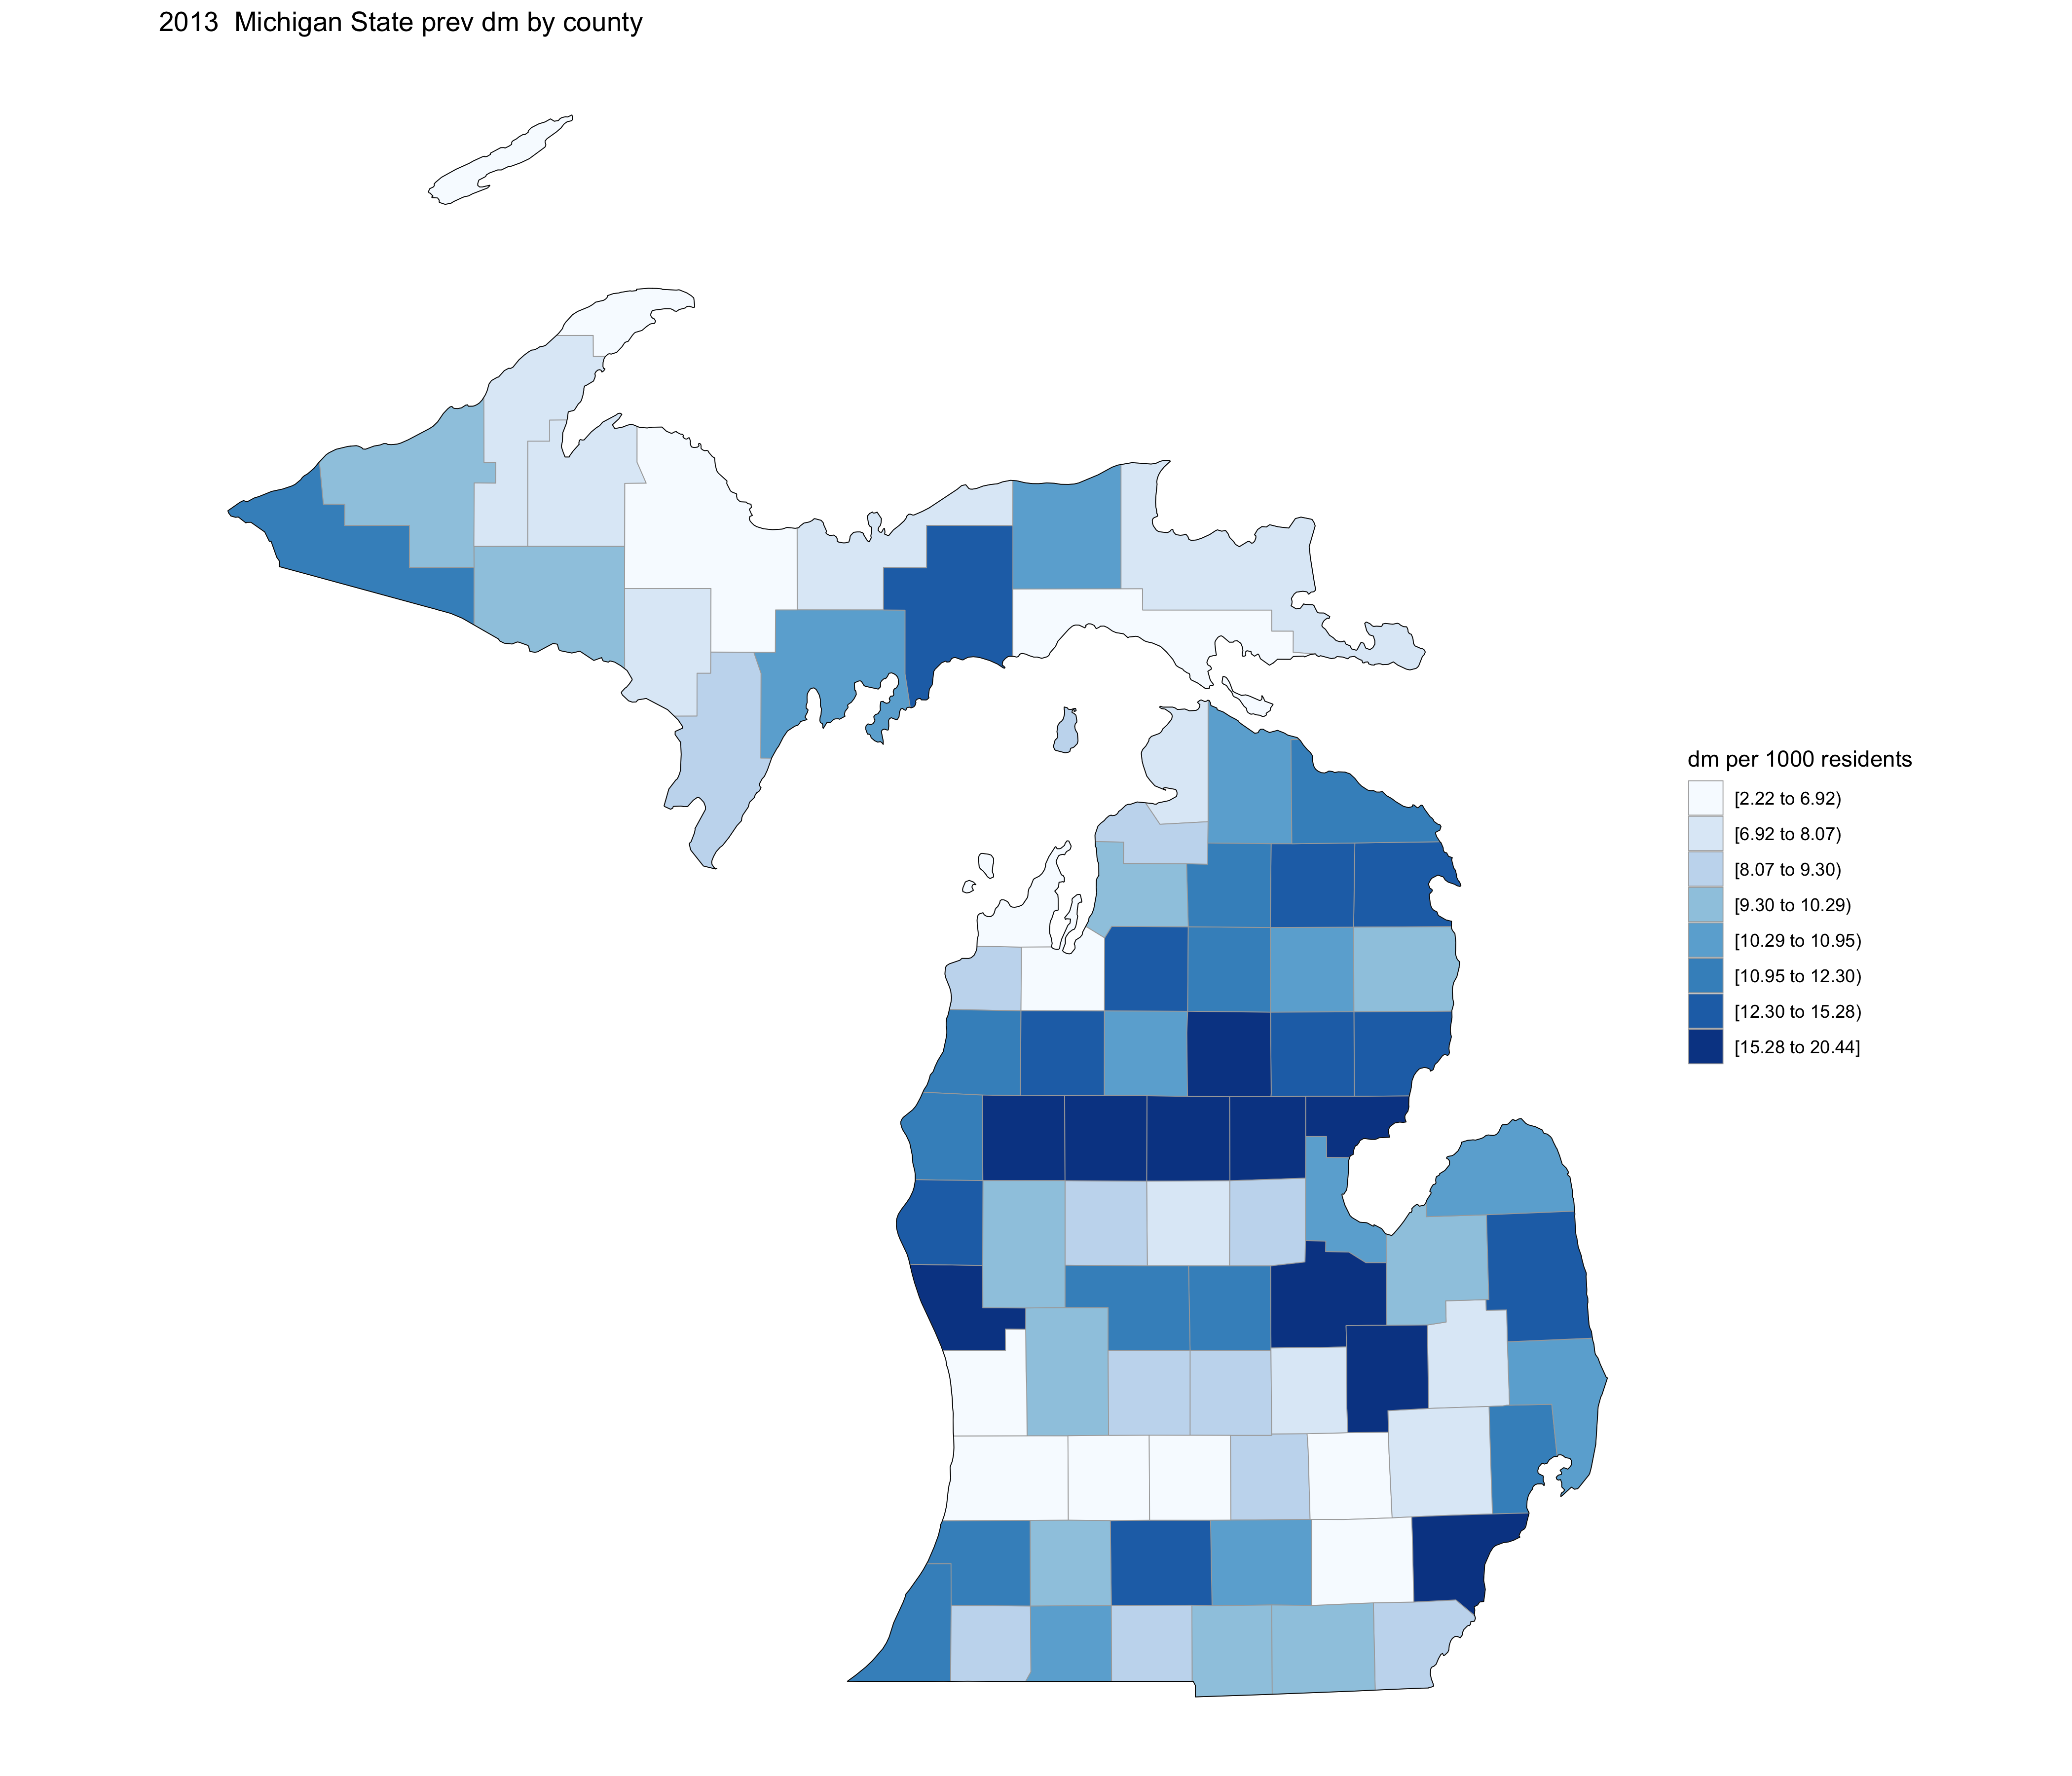 2013  Michigan State prev dm by county
dm per 1000 residents
[2.22 to 6.92)
[6.92 to 8.07)
[8.07 to 9.30)
[9.30 to 10.29)
[10.29 to 10.95)
[10.95 to 12.30)
[12.30 to 15.28)
[15.28 to 20.44]